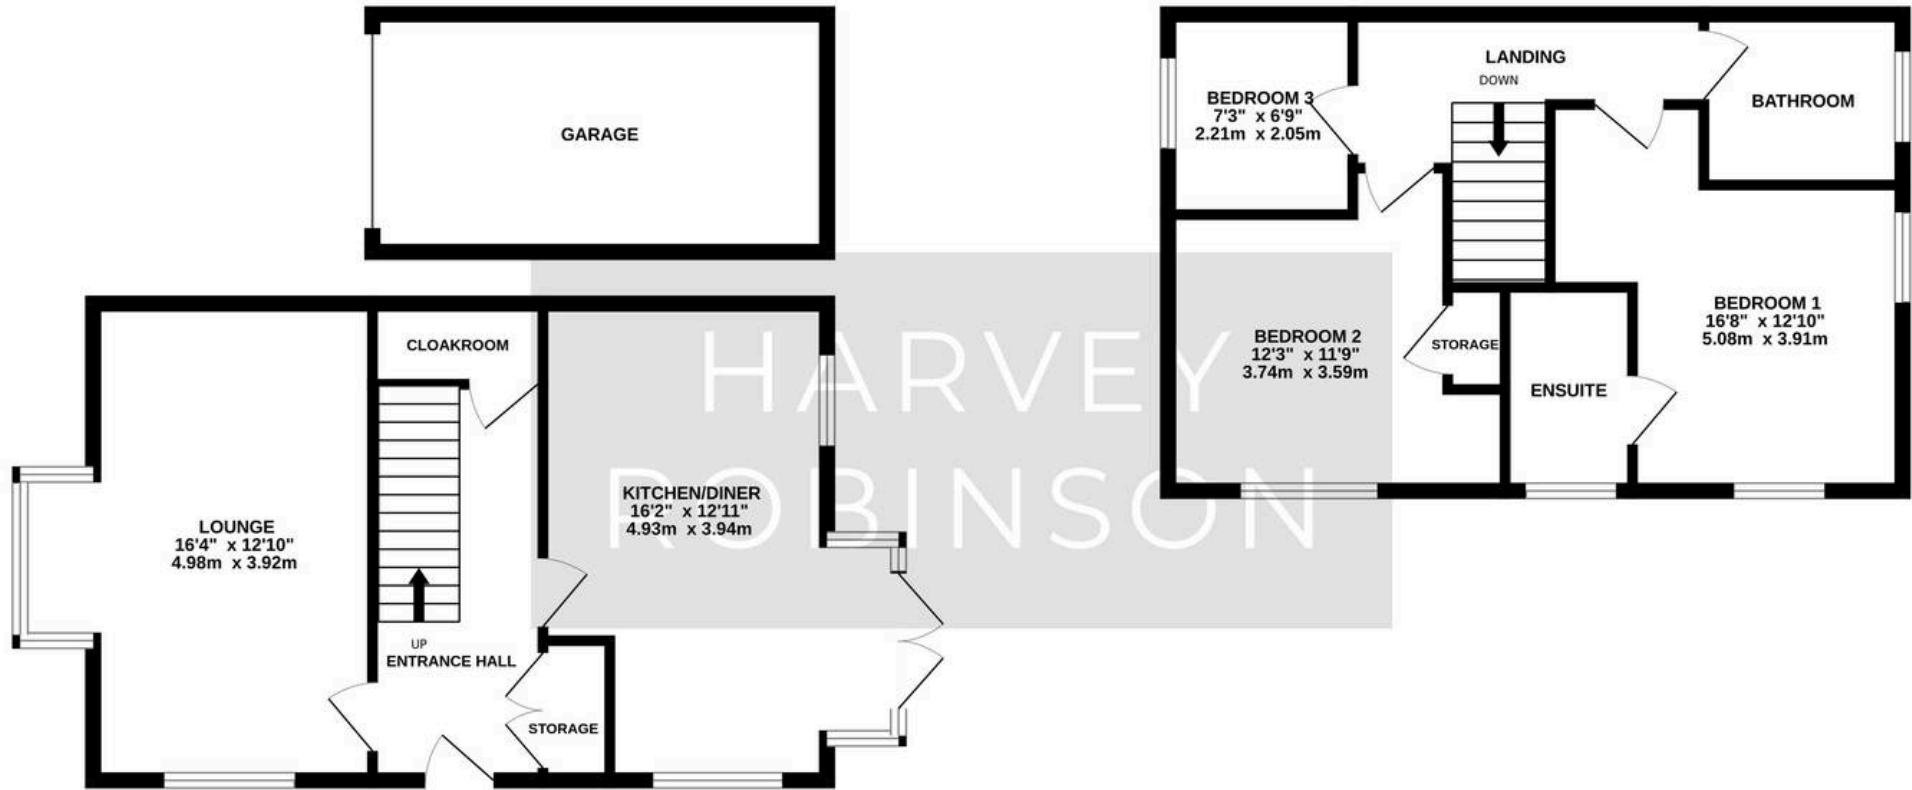 GARAGE
CLOAKROOM
LOUNGE
16'4" x 12'10"
4.98m x 3.92m
UP
ENTRANCE HALL
STORAGE
KITCHEN/DINER
16'2" x 12'11"
4.93m x 3.94m
HARVEY
ROBINSON
LANDING
DOWN
BEDROOM 3
7'3" x 6'9"
2.21m x 2.05m
BATHROOM
BEDROOM 2
12'3" x 11'9"
3.74m x 3.59m
STORAGE
ENSUITE
BEDROOM 1
16'8" x 12'10"
5.08m x 3.91m